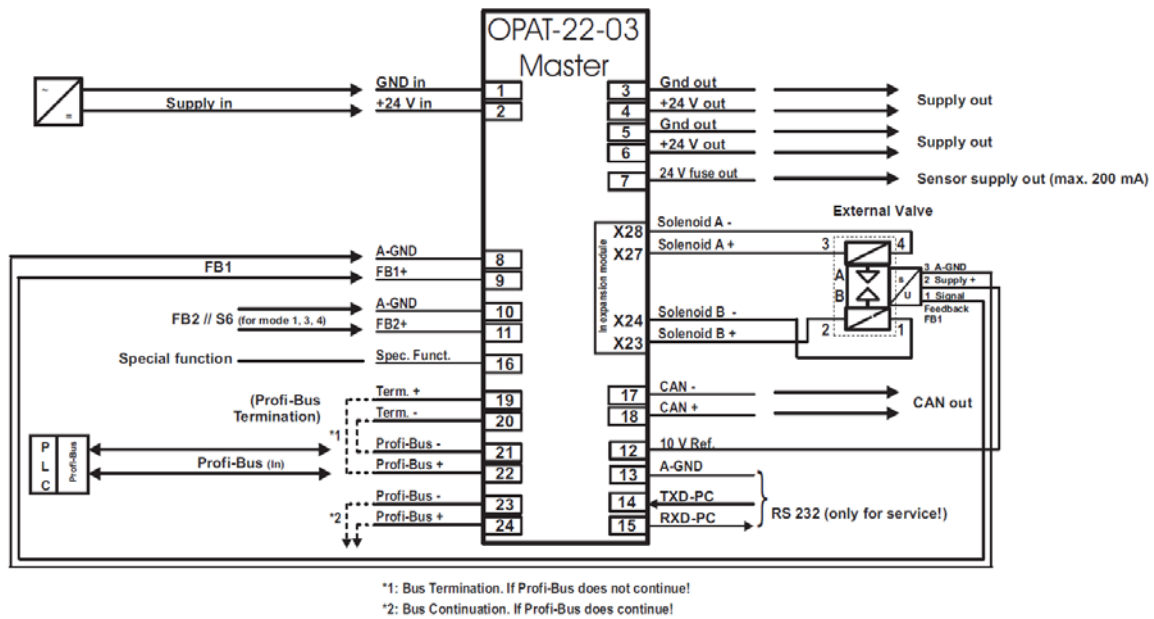 OPAT-22-03
Master
GND in
1
Supply in
+24 V in
2
~
=
3
Gnd out
4
+24 V out
Supply out
5
Gnd out
6
+24 V out
Supply out
7
24 V fuse out
Sensor supply out (max. 200 mA)
External Valve
In expansion module
X28
Solenoid A -
X27
Solenoid A +
3
4
A
B
s
U
3 A-GND
2 Supply +
1 Signal
Feedback
FB1
X24
Solenoid B -
X23
Solenoid B +
2
1
A-GND
8
FB1
FB1+
9
A-GND
10
FB2 // S6 (for mode 1, 3, 4)
FB2+
11
Special function
Spec. Funct.
16
(Profi-Bus
Termination)
Term. +
19
Term. -
20
*1
Profi-Bus -
21
Profi-Bus +
22
P
L
C
Profi-Bus
Profi-Bus (In)
Profi-Bus -
23
*2
Profi-Bus +
24
17
CAN -
18
CAN +
CAN out
12
10 V Ref.
13
A-GND
14
TXD-PC
15
RXD-PC
RS 232 (only for service!)
*1: Bus Termination. If Profi-Bus does not continue!
*2: Bus Continuation. If Profi-Bus does continue!